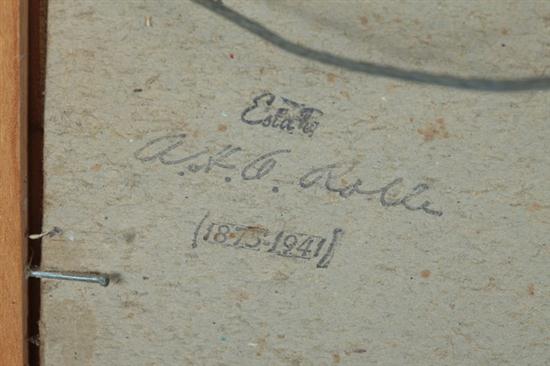 Estate
A.H.O. Rolle
(1875-1941)